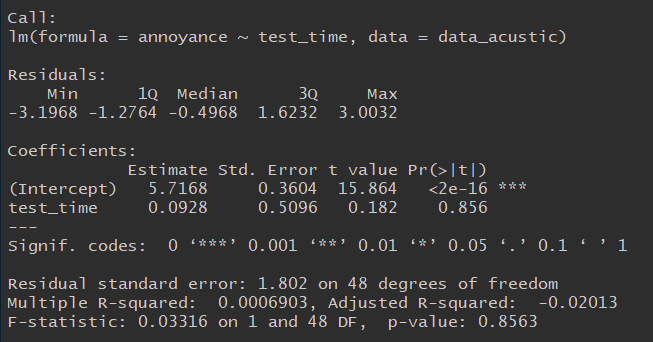 Call:
lm(formula = annoyance ~ test_time, data = data_acustic)
Residuals:
    Min      1Q  Median      3Q     Max
-3.1968 -1.2764 -0.4968  1.6232  3.0032
Coefficients:
            Estimate Std. Error t value Pr(>|t|)
(Intercept)   5.7168     0.3604  15.864   <2e-16 ***
test_time     0.0928     0.5096   0.182    0.856
---
Signif. codes:  0 ‘***’ 0.001 ‘**’ 0.01 ‘*’ 0.05 ‘.’ 0.1 ‘ ’ 1
Residual standard error: 1.802 on 48 degrees of freedom
Multiple R-squared:  0.0006903, Adjusted R-squared:  -0.02013
F-statistic: 0.03316 on 1 and 48 DF,  p-value: 0.8563